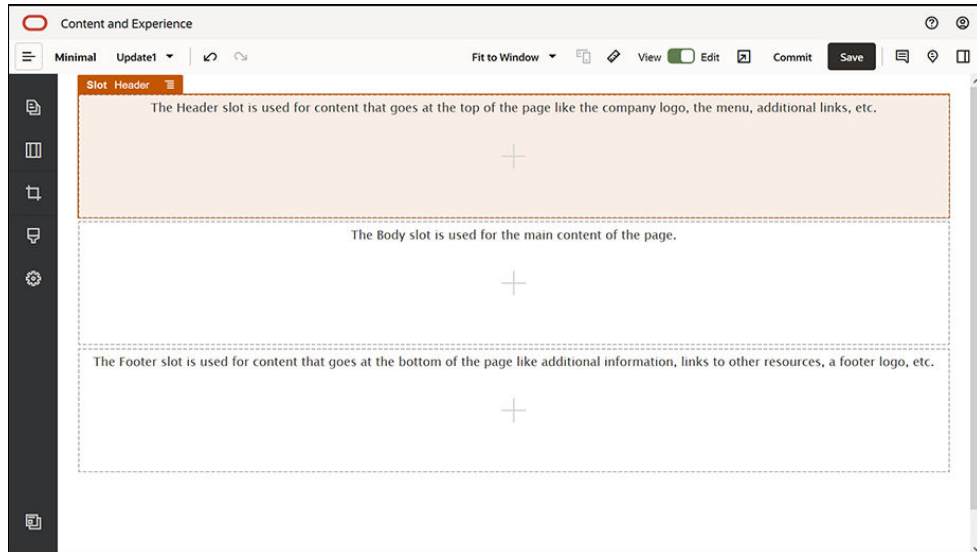 Content and Experience
Minimal Update1 Fit to Window View Edit Commit Save
Slot Header
The Header slot is used for content that goes at the top of the page like the company logo, the menu, additional links, etc.
The Body slot is used for the main content of the page.
The Footer slot is used for content that goes at the bottom of the page like additional information, links to other resources, a footer logo, etc.